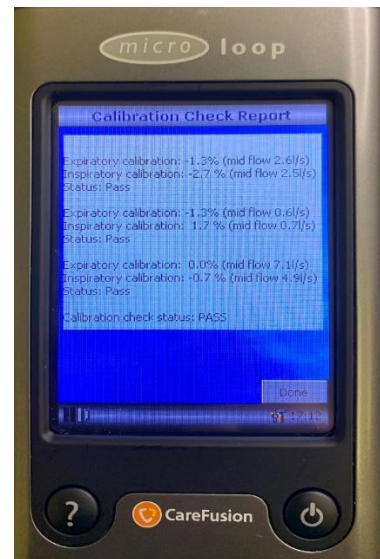 micro loop
Calibration Check Report
Expiratory calibration: -1.3% (mid flow 2.6l/s)
Inspiratory calibration: -2.7 % (mid flow 2.5l/s)
Status: Pass
Expiratory calibration: -1.3% (mid flow 0.6l/s)
Inspiratory calibration: 1.7 % (mid flow 0.7l/s)
Status: Pass
Expiratory calibration: 0.0% (mid flow 7.1l/s)
Inspiratory calibration: -0.7 % (mid flow 4.9l/s)
Status: Pass
Calibration check status: PASS
Done
? CareFusion